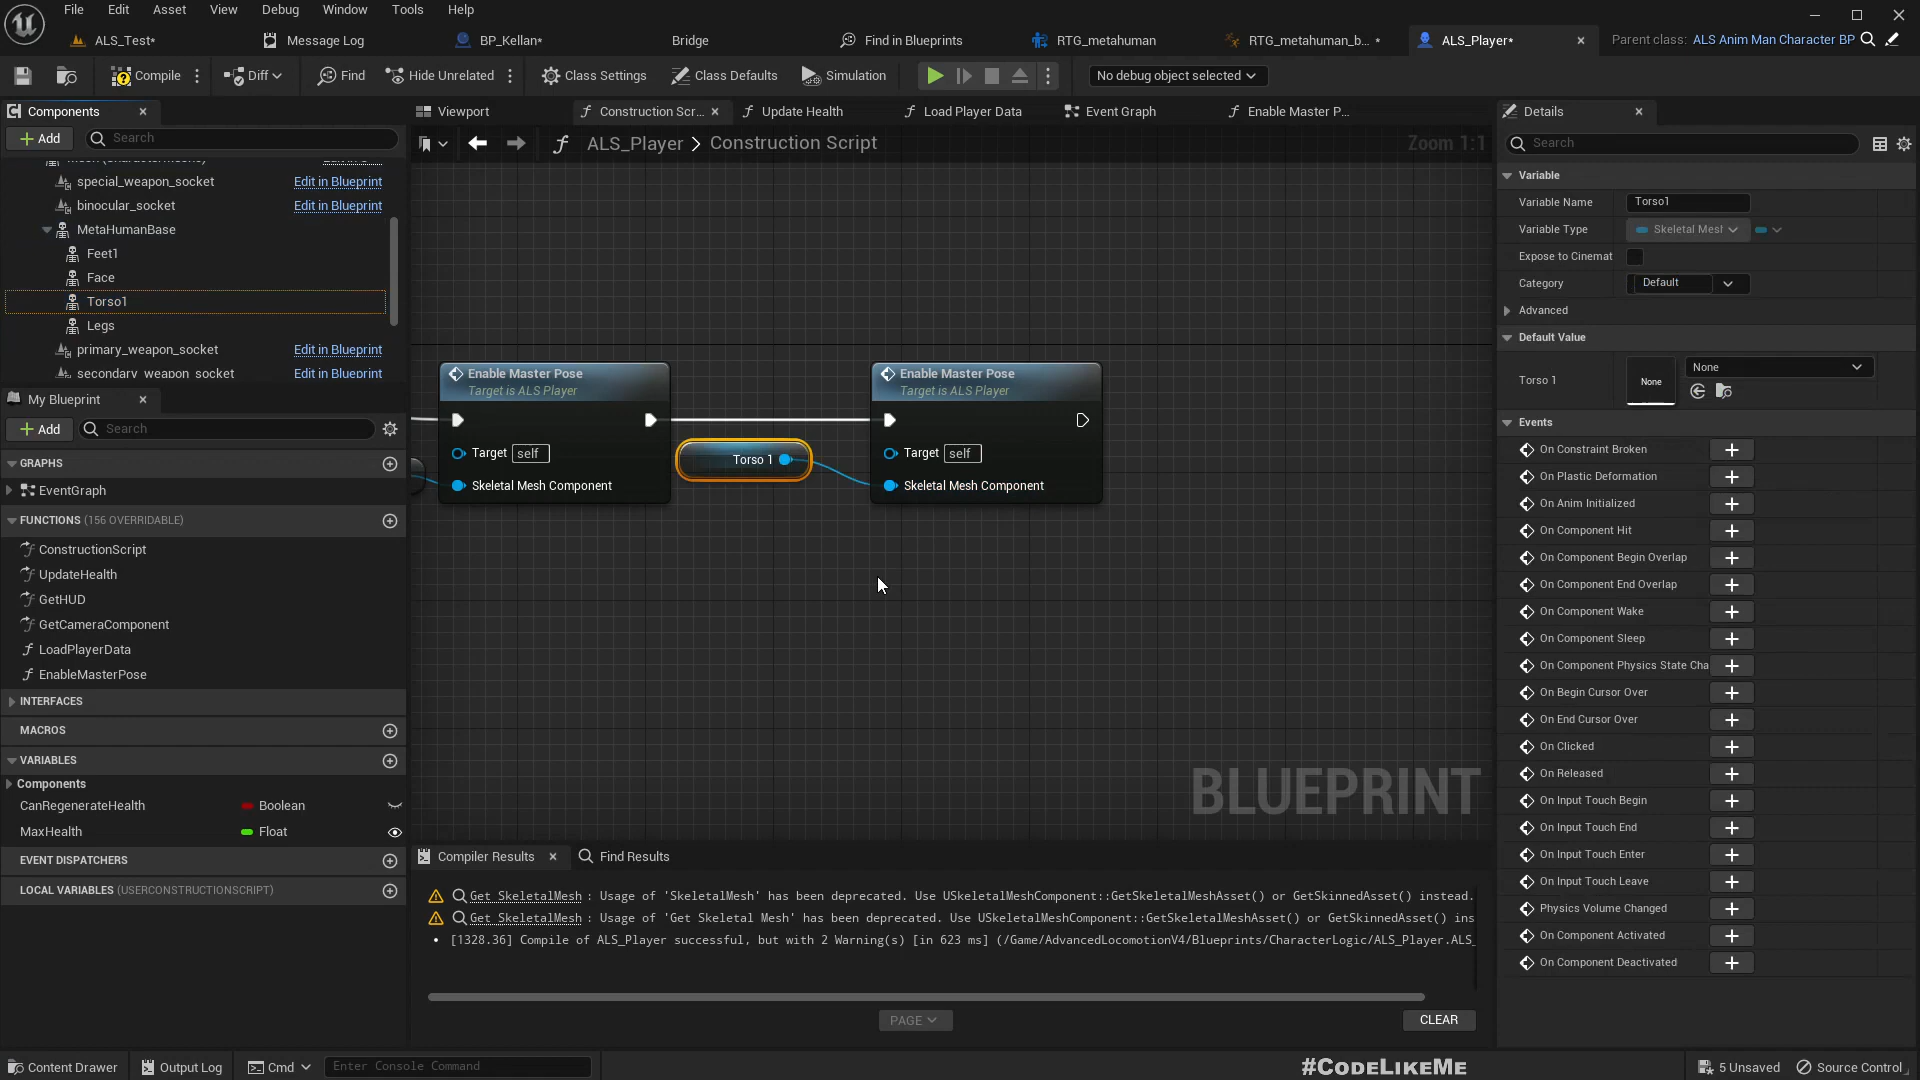 File Edit Asset View Debug Window Tools Help
ALS_Test* Message Log BP_Kellan* Bridge Find in Blueprints RTG_metahuman RTG_metahuman_b... * ALS_Player* Parent class: ALS Anim Man Character BP
Compile Diff Find Hide Unrelated Class Settings Class Defaults Simulation No debug object selected
Components Viewport Construction Scr... Update Health Load Player Data Event Graph Enable Master P... Details
Add Search ALS_Player > Construction Script Zoom 1:1 Search
special_weapon_socket Edit in Blueprint
binocular_socket Edit in Blueprint
MetaHumanBase
Feet1
Face
Torso1
Legs
primary_weapon_socket Edit in Blueprint
secondary_weapon_socket Edit in Blueprint
My Blueprint
Add Search
GRAPHS
EventGraph
FUNCTIONS (156 OVERRIDABLE)
ConstructionScript
UpdateHealth
GetHUD
GetCameraComponent
LoadPlayerData
EnableMasterPose
INTERFACES
MACROS
VARIABLES
Components
CanRegenerateHealth Boolean
MaxHealth Float
EVENT DISPATCHERS
LOCAL VARIABLES (USERCONSTRUCTIONSCRIPT)
Enable Master Pose
Target is ALS Player
Target self
Skeletal Mesh Component
Torso 1
Enable Master Pose
Target is ALS Player
Target self
Skeletal Mesh Component
BLUEPRINT
Compiler Results Find Results
Get SkeletalMesh : Usage of 'SkeletalMesh' has been deprecated. Use USkeletalMeshComponent::GetSkeletalMeshAsset() or GetSkinnedAsset() instead.
Get SkeletalMesh : Usage of 'Get Skeletal Mesh' has been deprecated. Use USkeletalMeshComponent::GetSkeletalMeshAsset() or GetSkinnedAsset() ins
[1328.36] Compile of ALS_Player successful, but with 2 Warning(s) [in 623 ms] (/Game/AdvancedLocomotionV4/Blueprints/CharacterLogic/ALS_Player.ALS_
PAGE CLEAR
Variable
Variable Name Torso1
Variable Type Skeletal Mesh
Expose to Cinemat
Category Default
Advanced
Default Value
Torso 1 None None
Events
On Constraint Broken
On Plastic Deformation
On Anim Initialized
On Component Hit
On Component Begin Overlap
On Component End Overlap
On Component Wake
On Component Sleep
On Component Physics State Cha
On Begin Cursor Over
On End Cursor Over
On Clicked
On Released
On Input Touch Begin
On Input Touch End
On Input Touch Enter
On Input Touch Leave
Physics Volume Changed
On Component Activated
On Component Deactivated
Content Drawer Output Log Cmd Enter Console Command #CODELIKEME 5 Unsaved Source Control